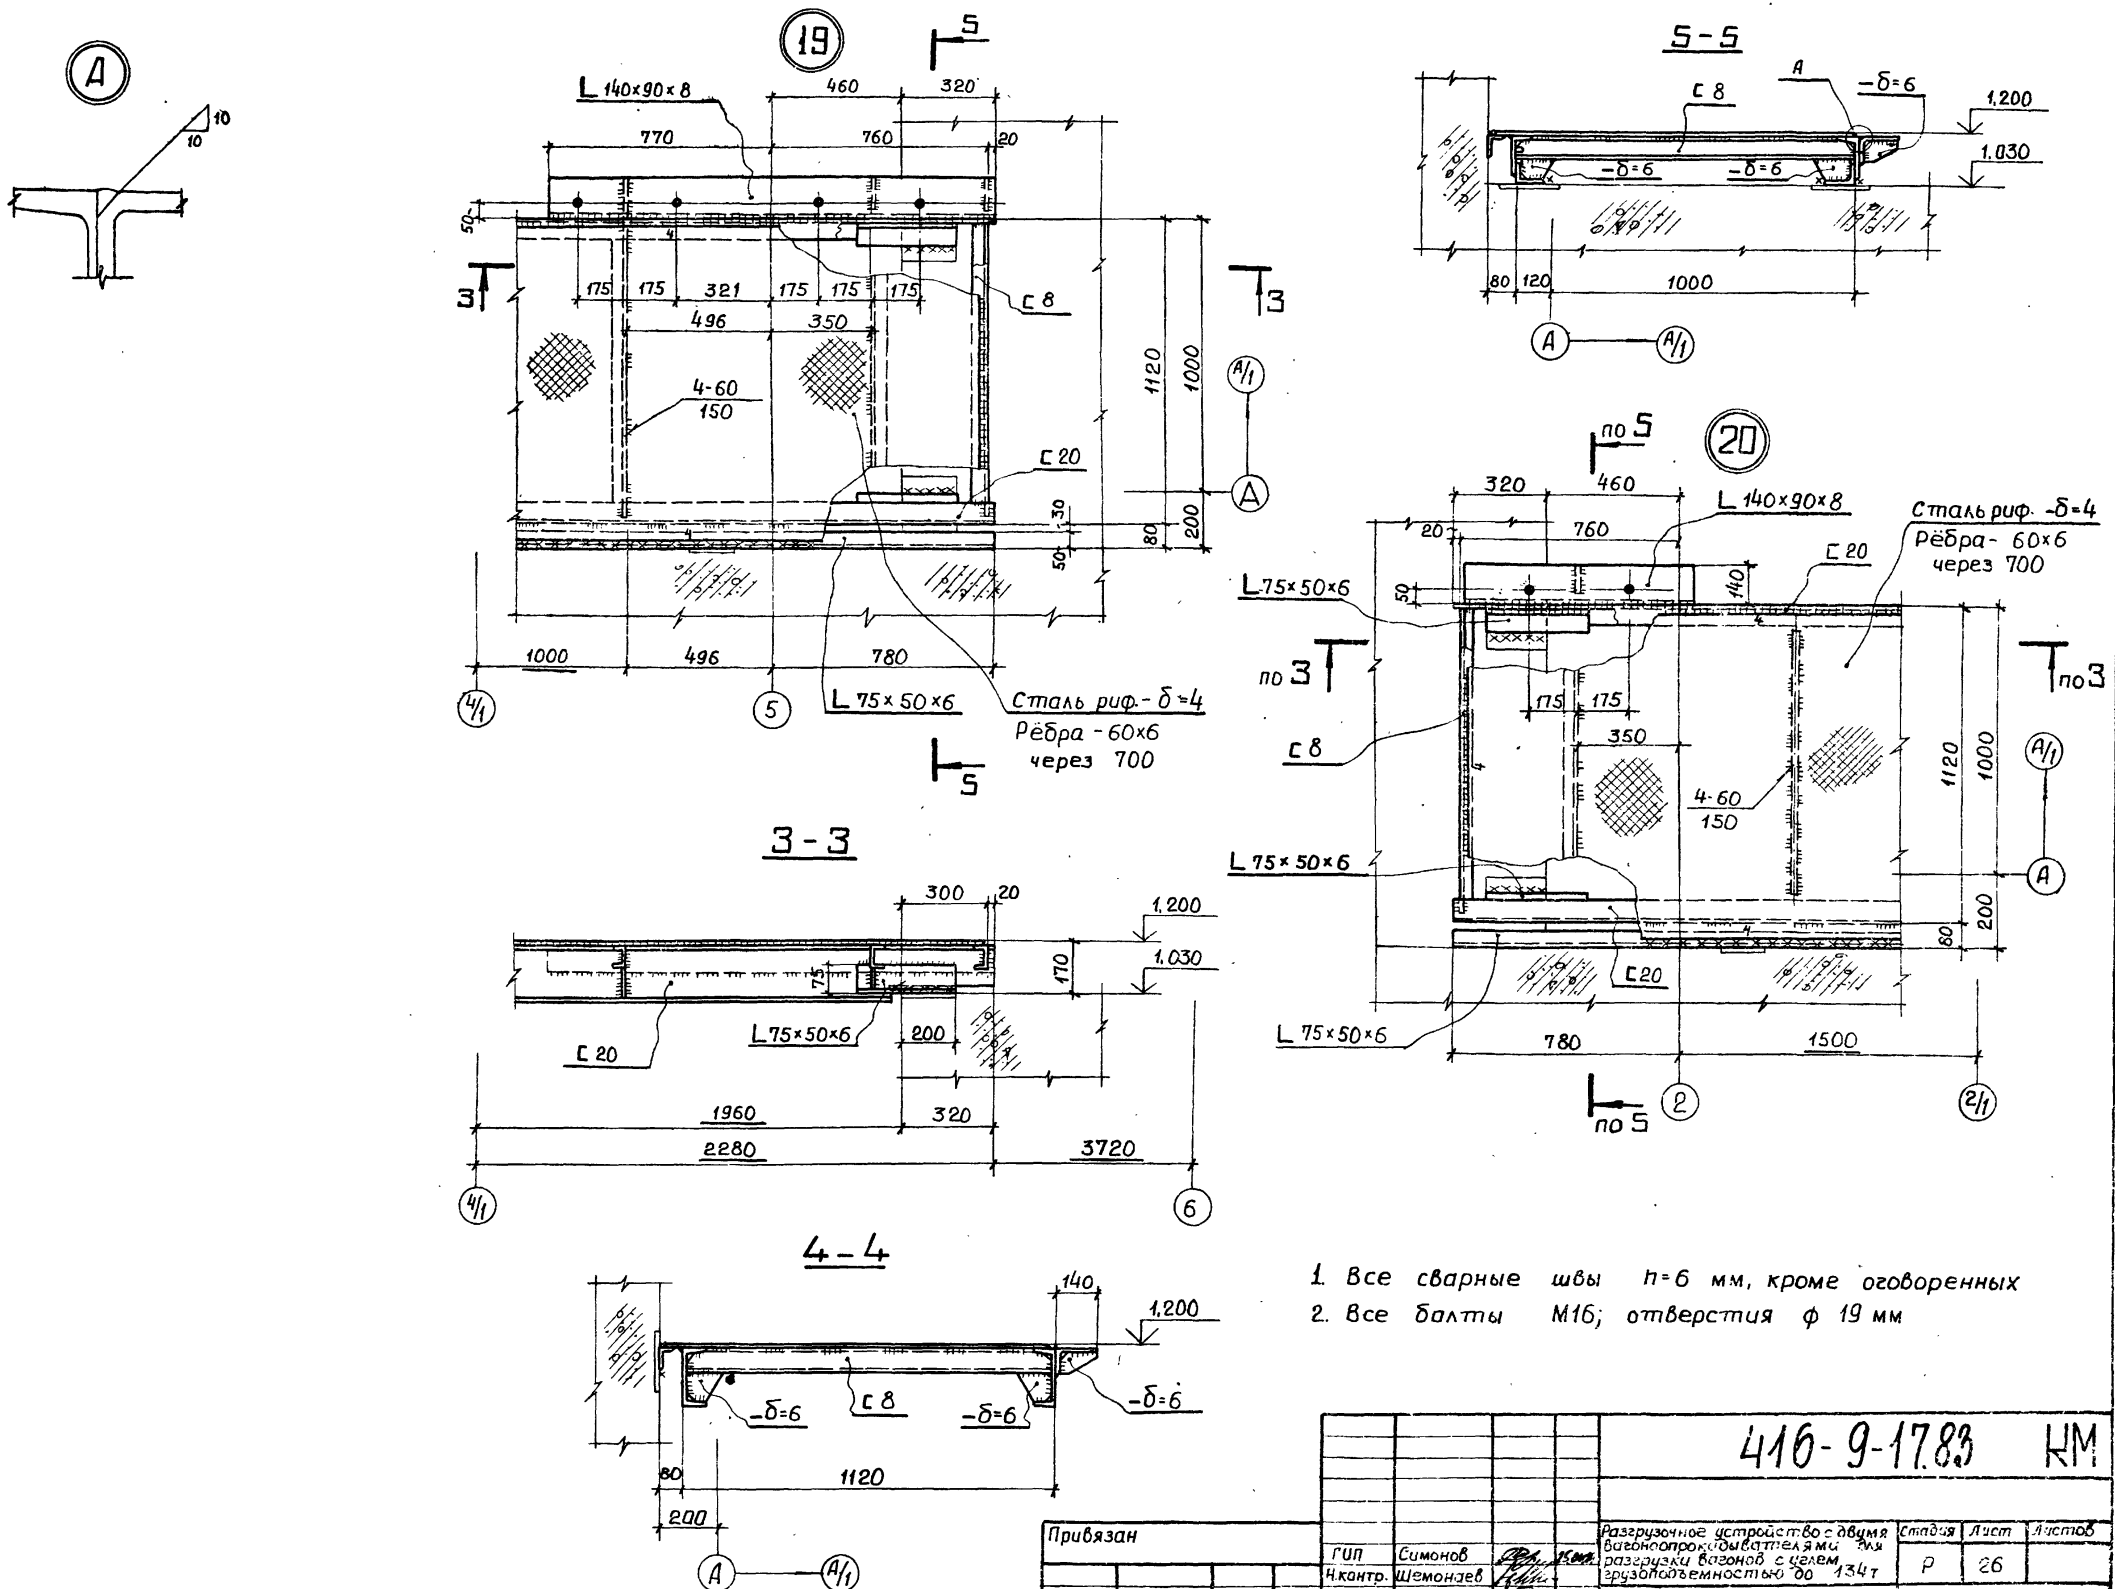 А
10
10
19
5
L 140×90×8
460
320
770
760
20
50
4
3
175
175
321
175
175
175
496
350
[ 8
3
4-60
150
1120
1000
А/1
А
[ 20
30
80
200
50
4
1000
496
780
4/1
5
L 75×50×6
Сталь риф.-δ=4
Рёбра-60×6
через 700
5
3-3
300
20
1,200
1.030
170
75
[ 20
L 75×50×6
200
1960
320
2280
3720
4/1
6
4-4
140
1,200
-δ=6
[ 8
-δ=6
-δ=6
80
1120
200
А
А/1
5-5
А
-δ=6
[ 8
1,200
1.030
-δ=6
-δ=6
80
120
1000
А
А/1
по 5
20
320
460
L 140×90×8
Сталь риф. -δ=4
Рёбра- 60×6
через 700
20
760
[ 20
L 75×50×6
50
140
4
по 3
по 3
175
175
350
[ 8
4
4-60
150
1120
1000
А/1
А
L 75×50×6
4
80
200
[ 20
L 75×50×6
780
1500
по 5
2
2/1
1. Все сварные швы h=6 мм, кроме оговоренных
2. Все балты М16; отверстия ф 19 мм
416-9-17.83 КМ
Привязан
ГИП Симонов
Н.контр. Шемонаев
Разгрузочное устройство с двумя
вагоноопрокидывателями для
разгрузки вагонов с углем
грузоподъемностью до 134т
Стадия Лист Листов
Р 26